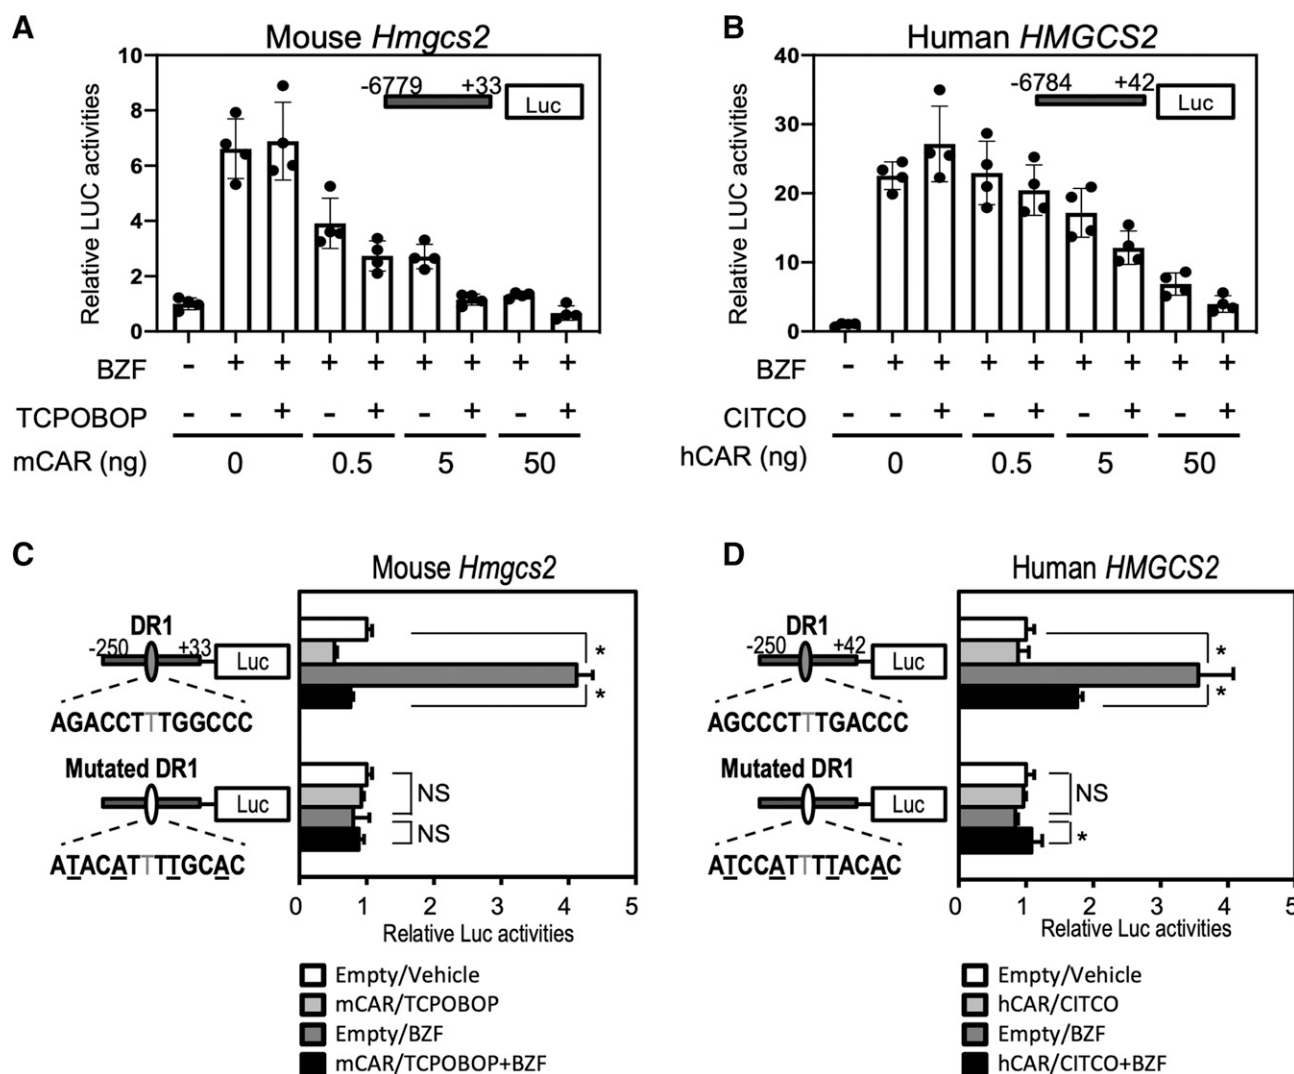 A
Mouse Hmgcs2
Relative LUC activities
10
8
6
4
2
0
-6779 +33
Luc
BZF - + + + + + + + +
TCPOBOP - - + - + - + - +
mCAR (ng) 0 0.5 5 50
B
Human HMGCS2
Relative LUC activities
40
30
20
10
0
-6784 +42
Luc
BZF - + + + + + + + +
CITCO - - + - + - + - +
hCAR (ng) 0 0.5 5 50
C
Mouse Hmgcs2
DR1
-250 +33
Luc
AGACCTTTGGCCC
*
*
Mutated DR1
Luc
ATACATTTTGCAC
NS
NS
0 1 2 3 4 5
Relative Luc activities
Empty/Vehicle
mCAR/TCPOBOP
Empty/BZF
mCAR/TCPOBOP+BZF
D
Human HMGCS2
DR1
-250 +42
Luc
AGCCCTTTGACCC
*
*
Mutated DR1
Luc
ATCCATTTTACAC
NS
*
0 1 2 3 4 5
Relative Luc activities
Empty/Vehicle
hCAR/CITCO
Empty/BZF
hCAR/CITCO+BZF